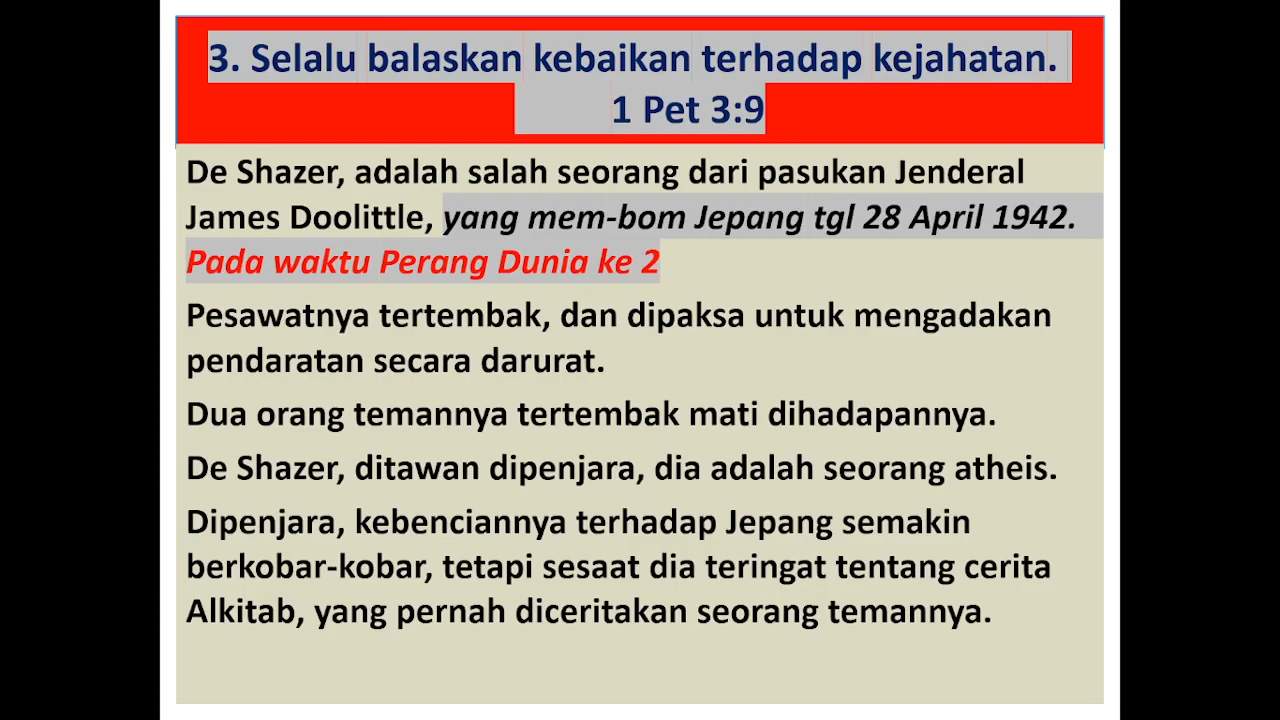 3. Selalu balaskan kebaikan terhadap kejahatan.
1 Pet 3:9
De Shazer, adalah salah seorang dari pasukan Jenderal
James Doolittle, yang mem-bom Jepang tgl 28 April 1942.
Pada waktu Perang Dunia ke 2
Pesawatnya tertembak, dan dipaksa untuk mengadakan
pendaratan secara darurat.
Dua orang temannya tertembak mati dihadapannya.
De Shazer, ditawan dipenjara, dia adalah seorang atheis.
Dipenjara, kebenciannya terhadap Jepang semakin
berkobar-kobar, tetapi sesaat dia teringat tentang cerita
Alkitab, yang pernah diceritakan seorang temannya.